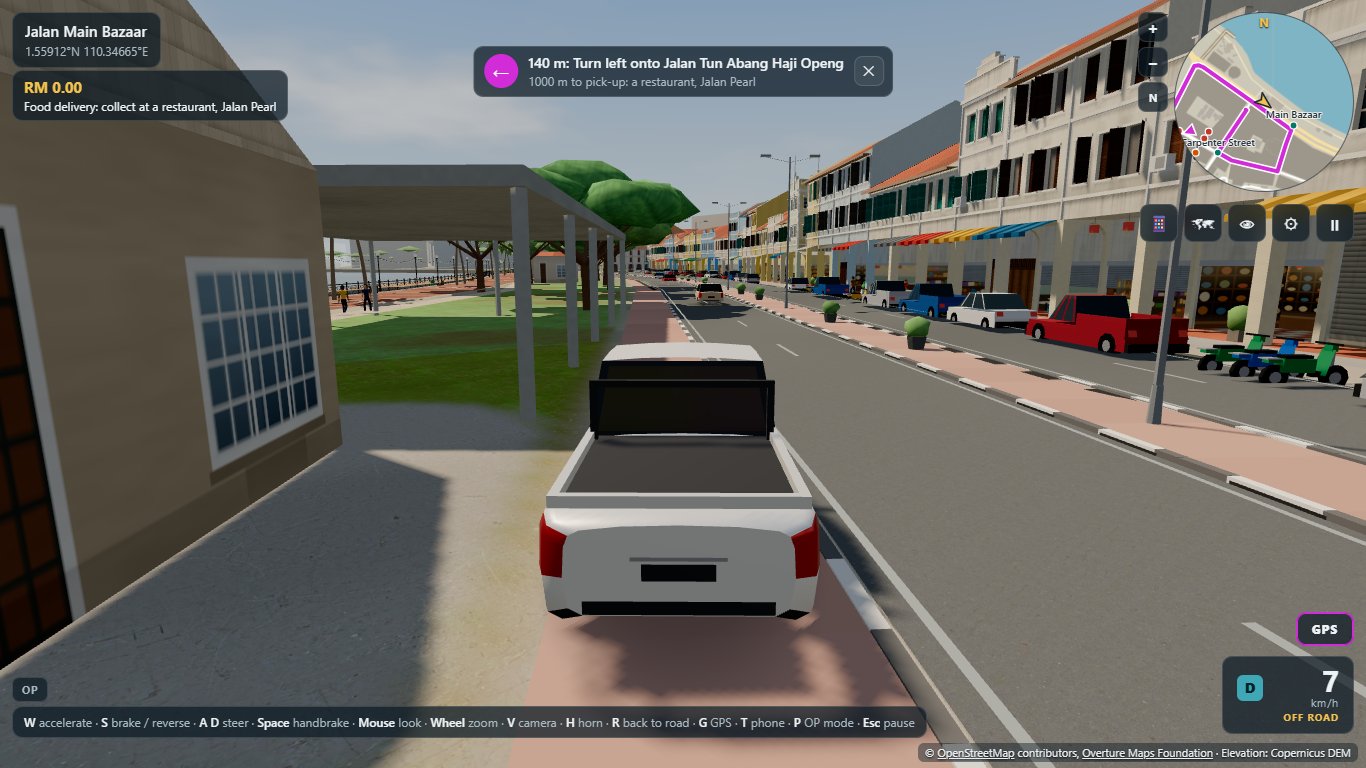 Jalan Main Bazaar
1.55912°N 110.34665°E
RM 0.00
Food delivery: collect at a restaurant, Jalan Pearl
←
140 m: Turn left onto Jalan Tun Abang Haji Openg
1000 m to pick-up: a restaurant, Jalan Pearl
+
−
N
N
Main Bazaar
Carpenter Street
GPS
D
7
km/h
OFF ROAD
OP
W accelerate · S brake / reverse · A D steer · Space handbrake · Mouse look · Wheel zoom · V camera · H horn · R back to road · G GPS · T phone · P OP mode · Esc pause
© OpenStreetMap contributors, Overture Maps Foundation · Elevation: Copernicus DEM